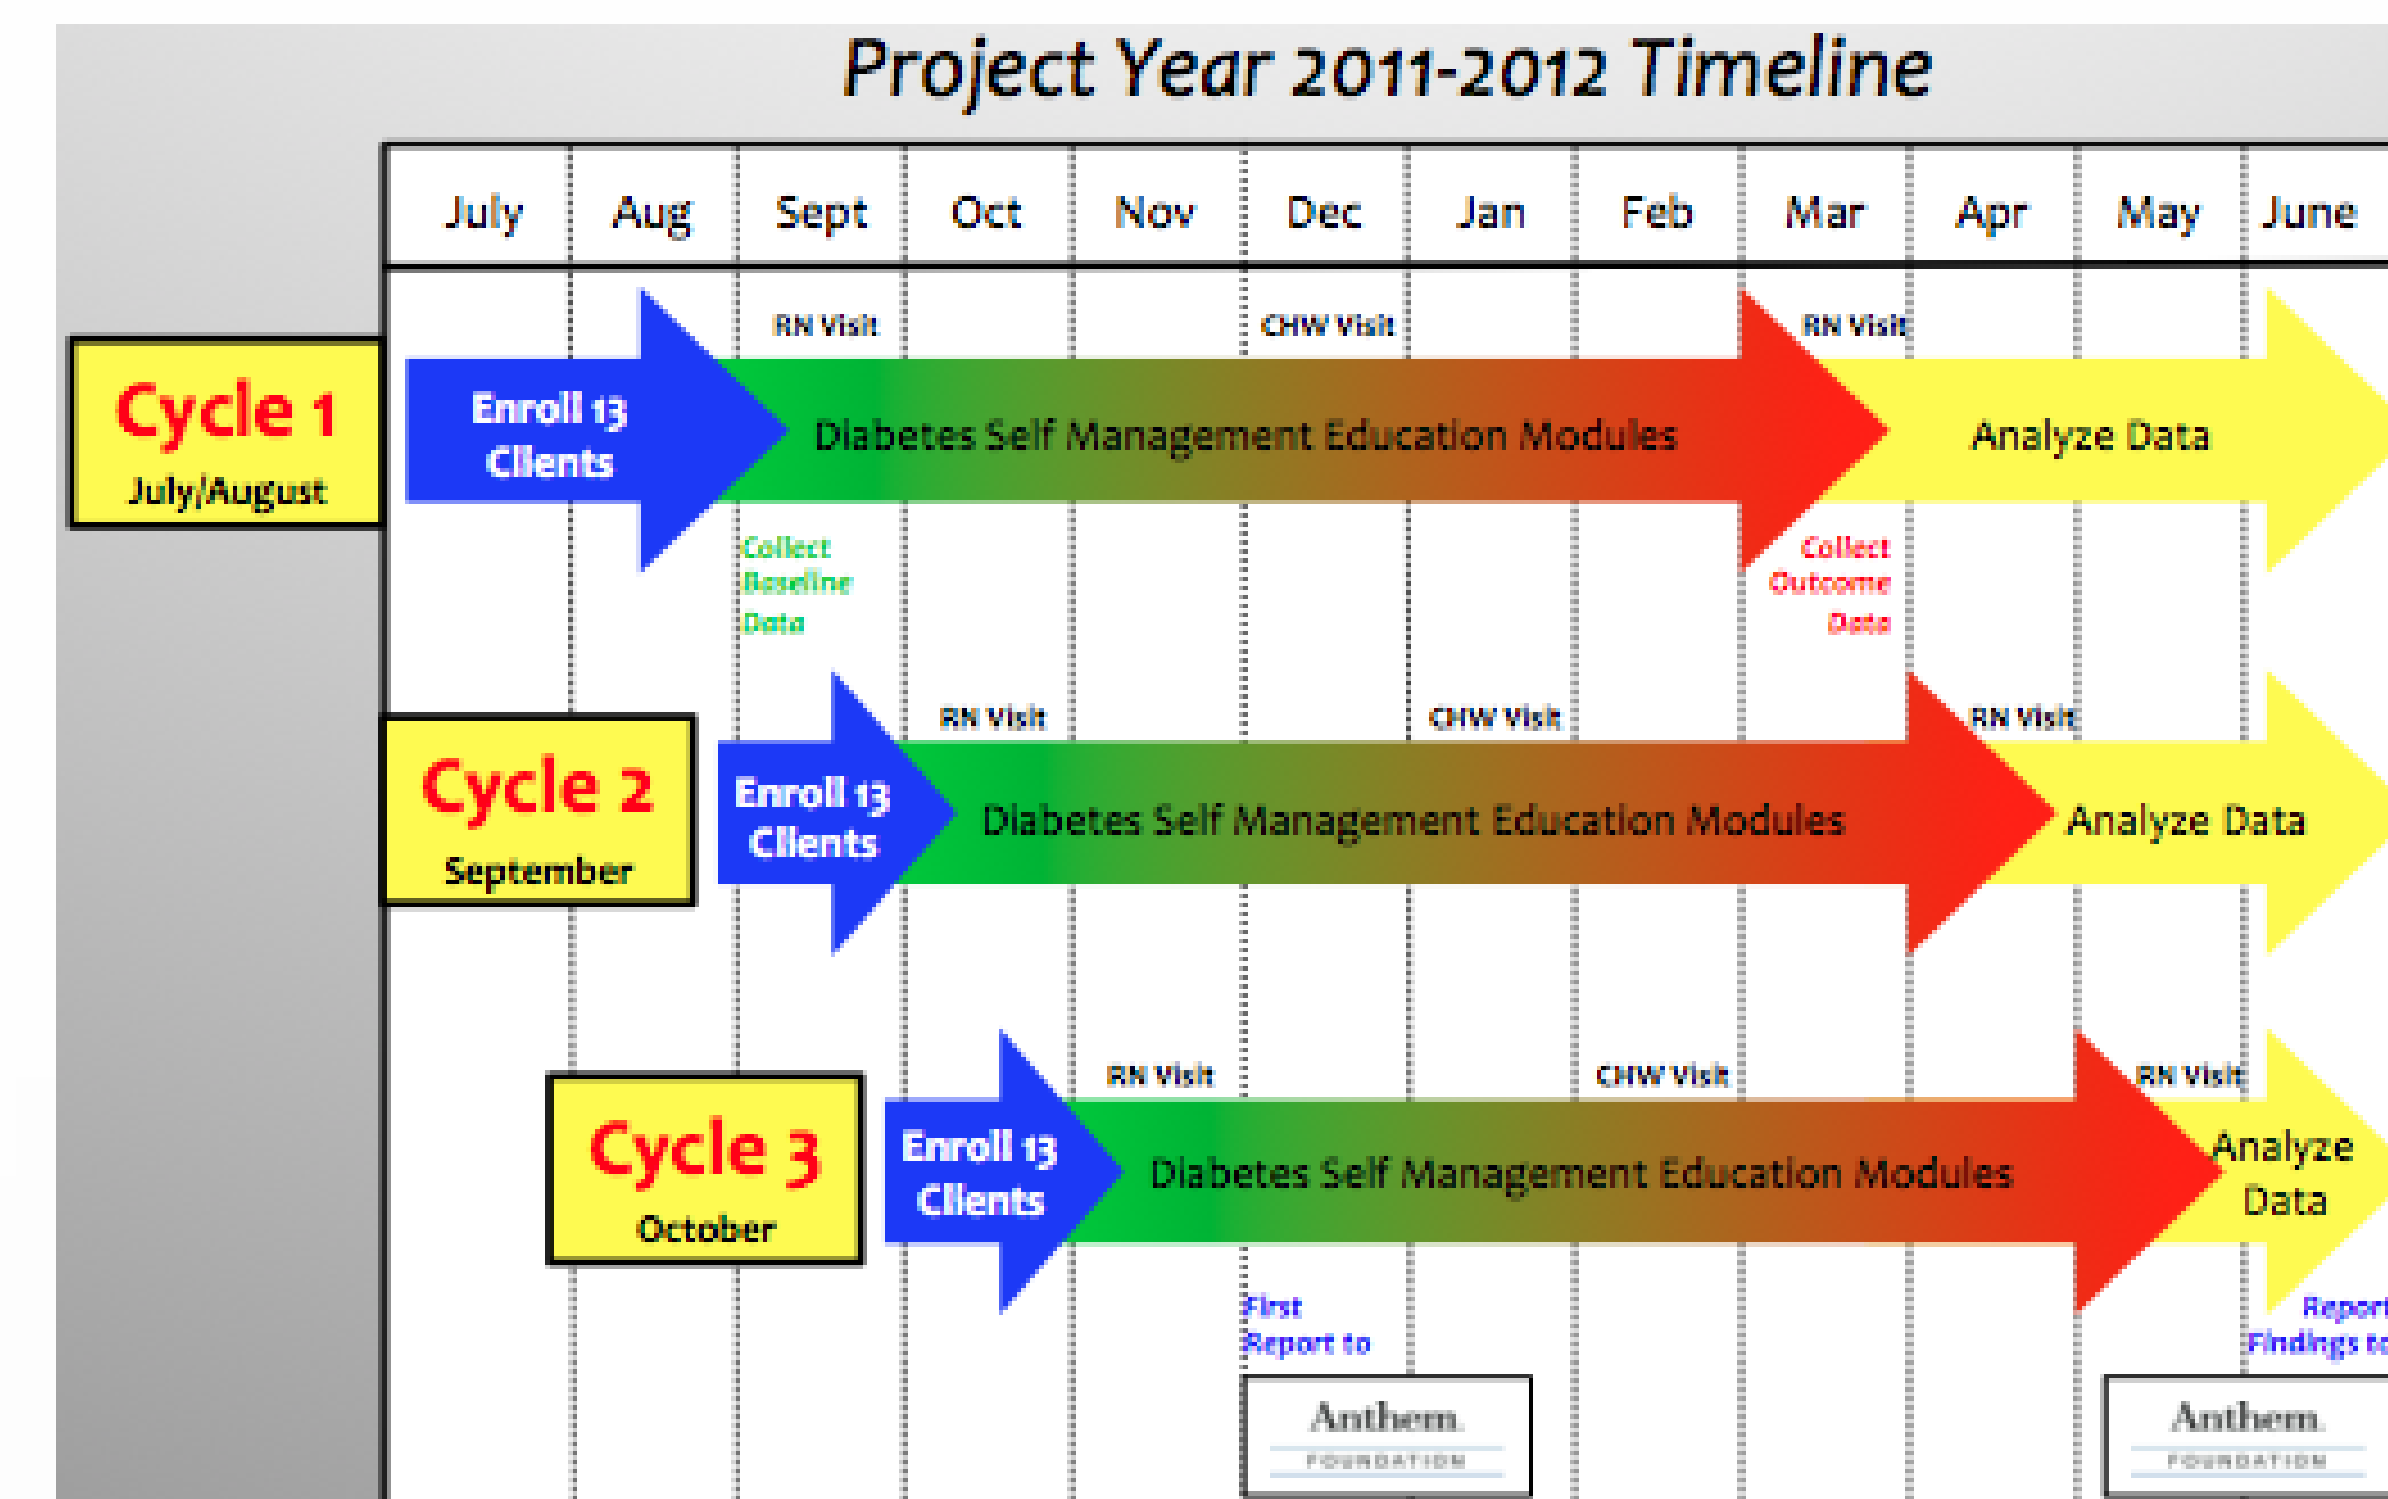 Project Year 2011-2012 Timeline
July Aug Sept Oct Nov Dec Jan Feb Mar Apr May June
RN Visit CHW Visit RN Visit
Cycle 1
July/August
Enroll 13
Clients
Diabetes Self Management Education Modules
Analyze Data
Collect
Baseline
Data
Collect
Outcome
Data
RN Visit CHW Visit RN Visit
Cycle 2
September
Enroll 13
Clients
Diabetes Self Management Education Modules
Analyze Data
RN Visit CHW Visit RN Visit
Cycle 3
October
Enroll 13
Clients
Diabetes Self Management Education Modules
Analyze
Data
First
Report to
Anthem
FOUNDATION
Report
Findings to
Anthem
FOUNDATION